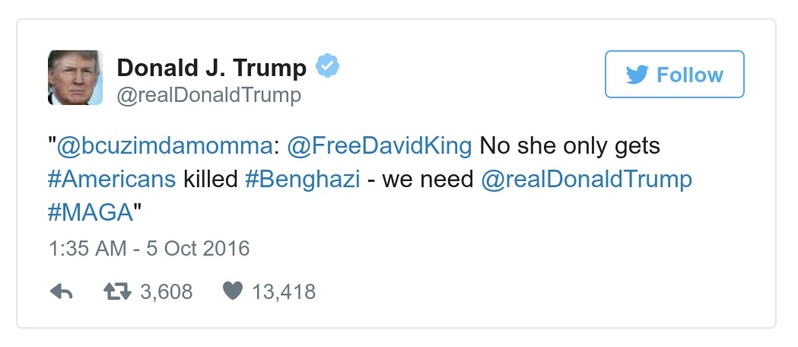 Donald J. Trump
@realDonaldTrump
Follow
"@bcuzimdamomma: @FreeDavidKing No she only gets
#Americans killed #Benghazi - we need @realDonaldTrump
#MAGA"
1:35 AM - 5 Oct 2016
3,608 13,418